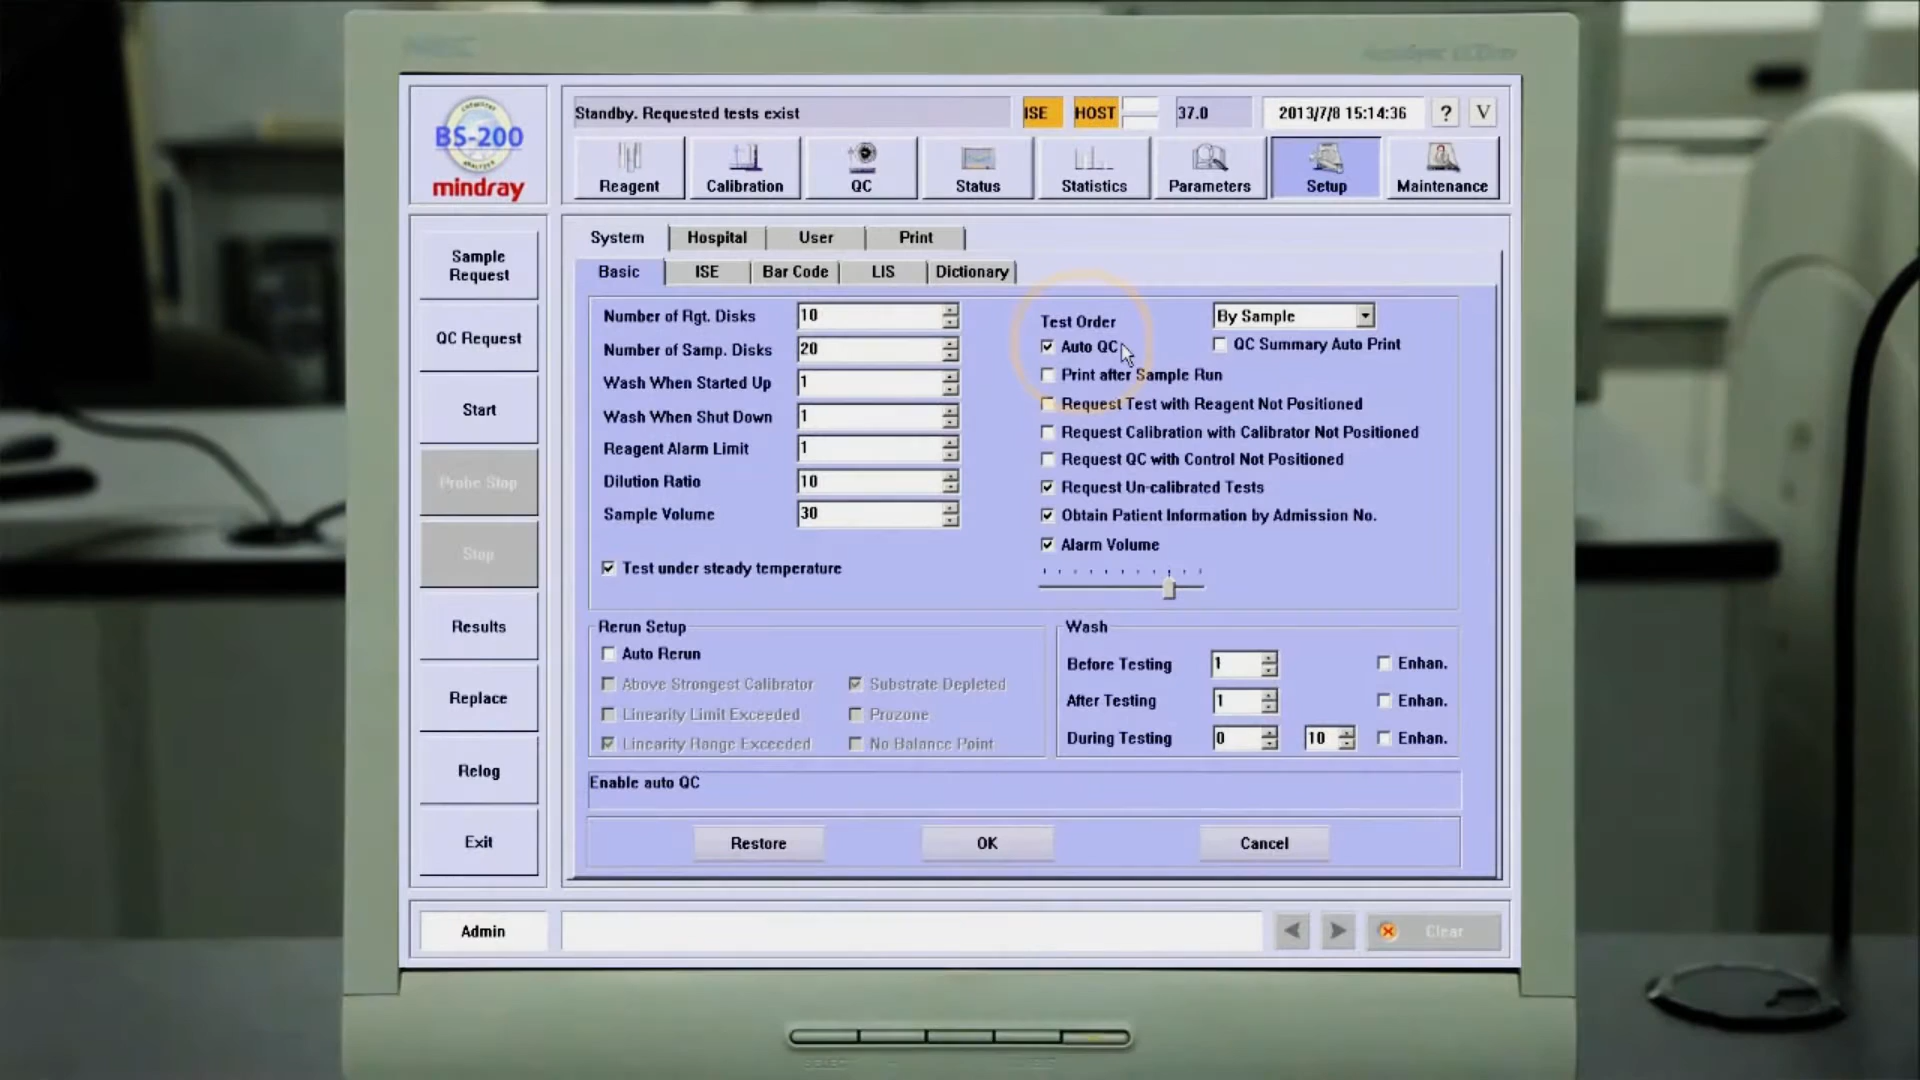 NEC
BS-200
mindray
Standby. Requested tests exist
ISE
HOST
37.0
2013/7/8 15:14:36
?
V
Reagent
Calibration
QC
Status
Statistics
Parameters
Setup
Maintenance
Sample
Request
QC Request
Start
Probe Stop
Stop
Results
Replace
Relog
Exit
System
Hospital
User
Print
Basic
ISE
Bar Code
LIS
Dictionary
Number of Rgt. Disks 10
Number of Samp. Disks 20
Wash When Started Up 1
Wash When Shut Down 1
Reagent Alarm Limit 1
Dilution Ratio 10
Sample Volume 30
Test under steady temperature
Test Order By Sample
Auto QC QC Summary Auto Print
Print after Sample Run
Request Test with Reagent Not Positioned
Request Calibration with Calibrator Not Positioned
Request QC with Control Not Positioned
Request Un-calibrated Tests
Obtain Patient Information by Admission No.
Alarm Volume
Rerun Setup
Auto Rerun
Above Strongest Calibrator Substrate Depleted
Linearity Limit Exceeded Prozone
Linearity Range Exceeded No Balance Point
Wash
Before Testing 1 Enhan.
After Testing 1 Enhan.
During Testing 0 10 Enhan.
Enable auto QC
Restore
OK
Cancel
Admin
Clear